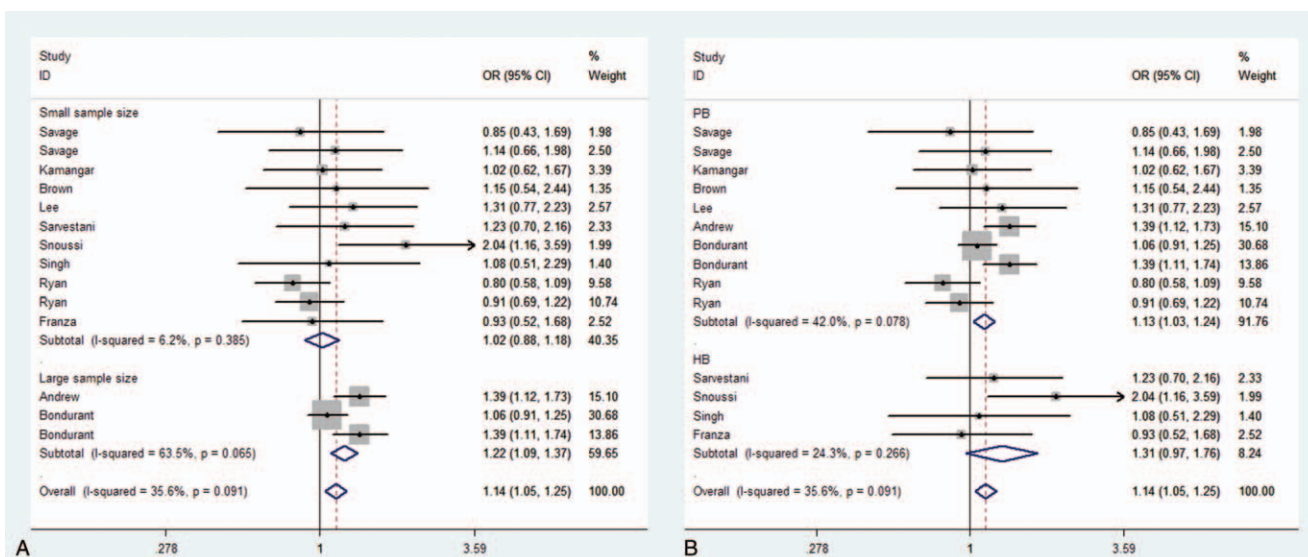 Study %
ID OR (95% CI) Weight
Small sample size
Savage 0.85 (0.43, 1.69) 1.98
Savage 1.14 (0.66, 1.98) 2.50
Kamangar 1.02 (0.62, 1.67) 3.39
Brown 1.15 (0.54, 2.44) 1.35
Lee 1.31 (0.77, 2.23) 2.57
Sarvestani 1.23 (0.70, 2.16) 2.33
Snoussi 2.04 (1.16, 3.59) 1.99
Singh 1.08 (0.51, 2.29) 1.40
Ryan 0.80 (0.58, 1.09) 9.58
Ryan 0.91 (0.69, 1.22) 10.74
Franza 0.93 (0.52, 1.68) 2.52
Subtotal (I-squared = 6.2%, p = 0.385) 1.02 (0.88, 1.18) 40.35
.
Large sample size
Andrew 1.39 (1.12, 1.73) 15.10
Bondurant 1.06 (0.91, 1.25) 30.68
Bondurant 1.39 (1.11, 1.74) 13.86
Subtotal (I-squared = 63.5%, p = 0.065) 1.22 (1.09, 1.37) 59.65
.
Overall (I-squared = 35.6%, p = 0.091) 1.14 (1.05, 1.25) 100.00
A .278 1 3.59
Study %
ID OR (95% CI) Weight
PB
Savage 0.85 (0.43, 1.69) 1.98
Savage 1.14 (0.66, 1.98) 2.50
Kamangar 1.02 (0.62, 1.67) 3.39
Brown 1.15 (0.54, 2.44) 1.35
Lee 1.31 (0.77, 2.23) 2.57
Andrew 1.39 (1.12, 1.73) 15.10
Bondurant 1.06 (0.91, 1.25) 30.68
Bondurant 1.39 (1.11, 1.74) 13.86
Ryan 0.80 (0.58, 1.09) 9.58
Ryan 0.91 (0.69, 1.22) 10.74
Subtotal (I-squared = 42.0%, p = 0.078) 1.13 (1.03, 1.24) 91.76
.
HB
Sarvestani 1.23 (0.70, 2.16) 2.33
Snoussi 2.04 (1.16, 3.59) 1.99
Singh 1.08 (0.51, 2.29) 1.40
Franza 0.93 (0.52, 1.68) 2.52
Subtotal (I-squared = 24.3%, p = 0.266) 1.31 (0.97, 1.76) 8.24
.
Overall (I-squared = 35.6%, p = 0.091) 1.14 (1.05, 1.25) 100.00
B .278 1 3.59